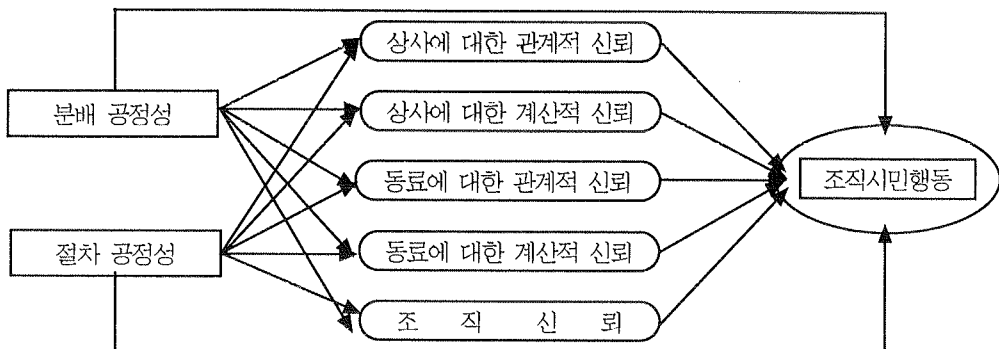 상사에 대한 관계적 신뢰
분배 공정성
상사에 대한 계산적 신뢰
동료에 대한 관계적 신뢰
조직시민행동
절차 공정성
동료에 대한 계산적 신뢰
조 직 신 뢰